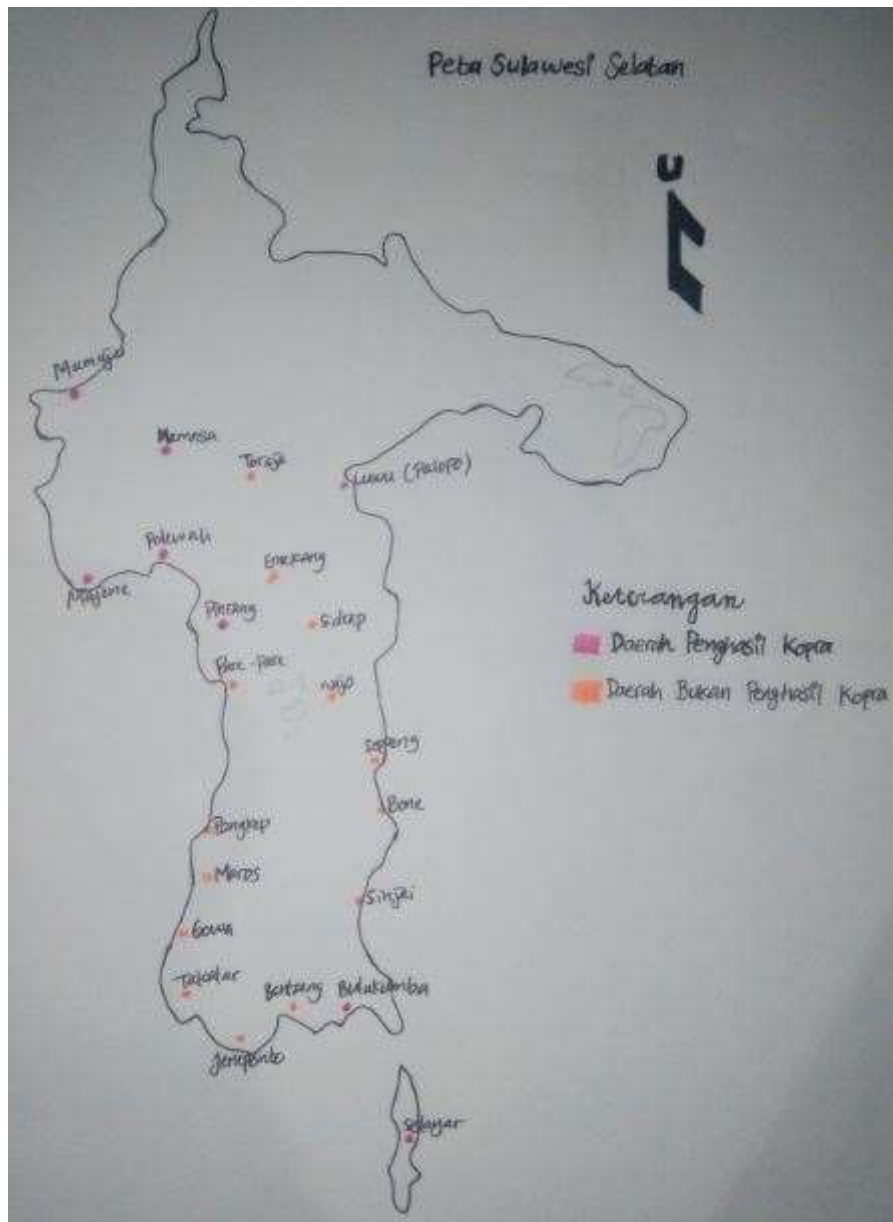 Peta Sulawesi Selatan
U
Mamuju
Mamasa
Toraja
Luwu (Palopo)
Polewali
Enrekang
Majene
Pinrang
Sidrap
Pare-Pare
Wajo
Keterangan
Daerah Penghasil Kopra
Daerah Bukan Penghasil Kopra
Sopeng
Bone
Pangkep
Maros
Sinjai
Gowa
Takalar
Bantaeng
Bulukumba
Jeneponto
Selayar